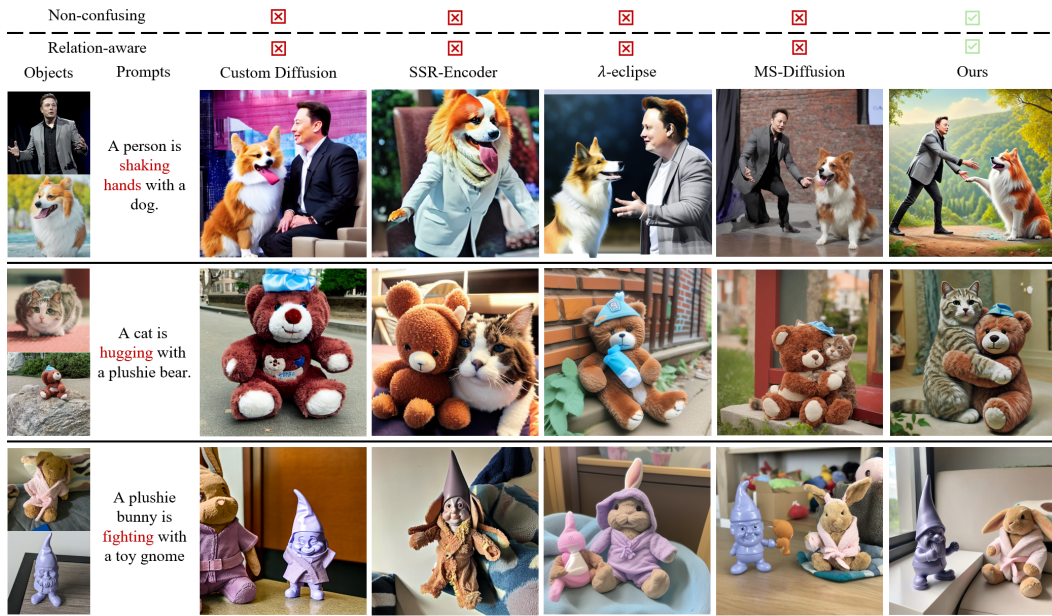 Non-confusing
Relation-aware
Objects Prompts Custom Diffusion SSR-Encoder λ-eclipse MS-Diffusion Ours
A person is
shaking
hands with a
dog.
A cat is
hugging with
a plushie bear.
A plushie
bunny is
fighting with
a toy gnome